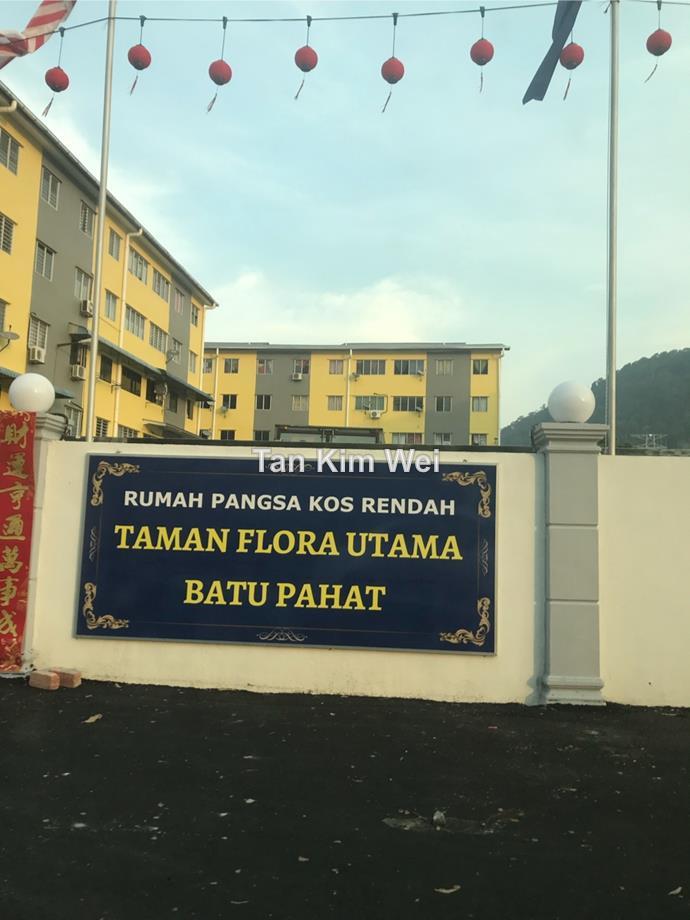 Tan Kim Wei
RUMAH PANGSA KOS RENDAH
TAMAN FLORA UTAMA
BATU PAHAT
財運亨通萬事成